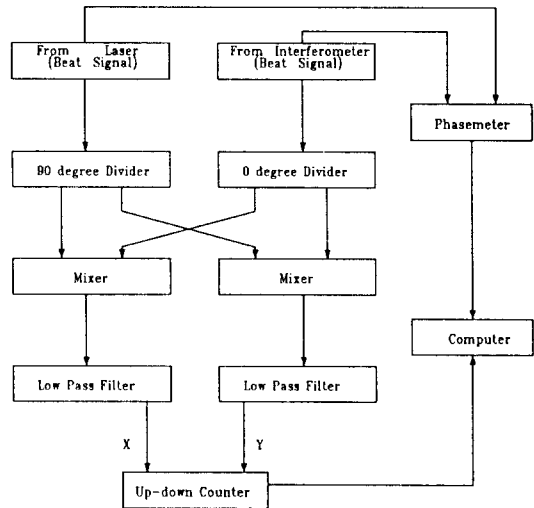 From Laser
(Beat Signal)
From Interferometer
(Beat Signal)
Phasemeter
90 degree Divider
0 degree Divider
Mixer
Mixer
Computer
Low Pass Filter
Low Pass Filter
X
Y
Up-down Counter